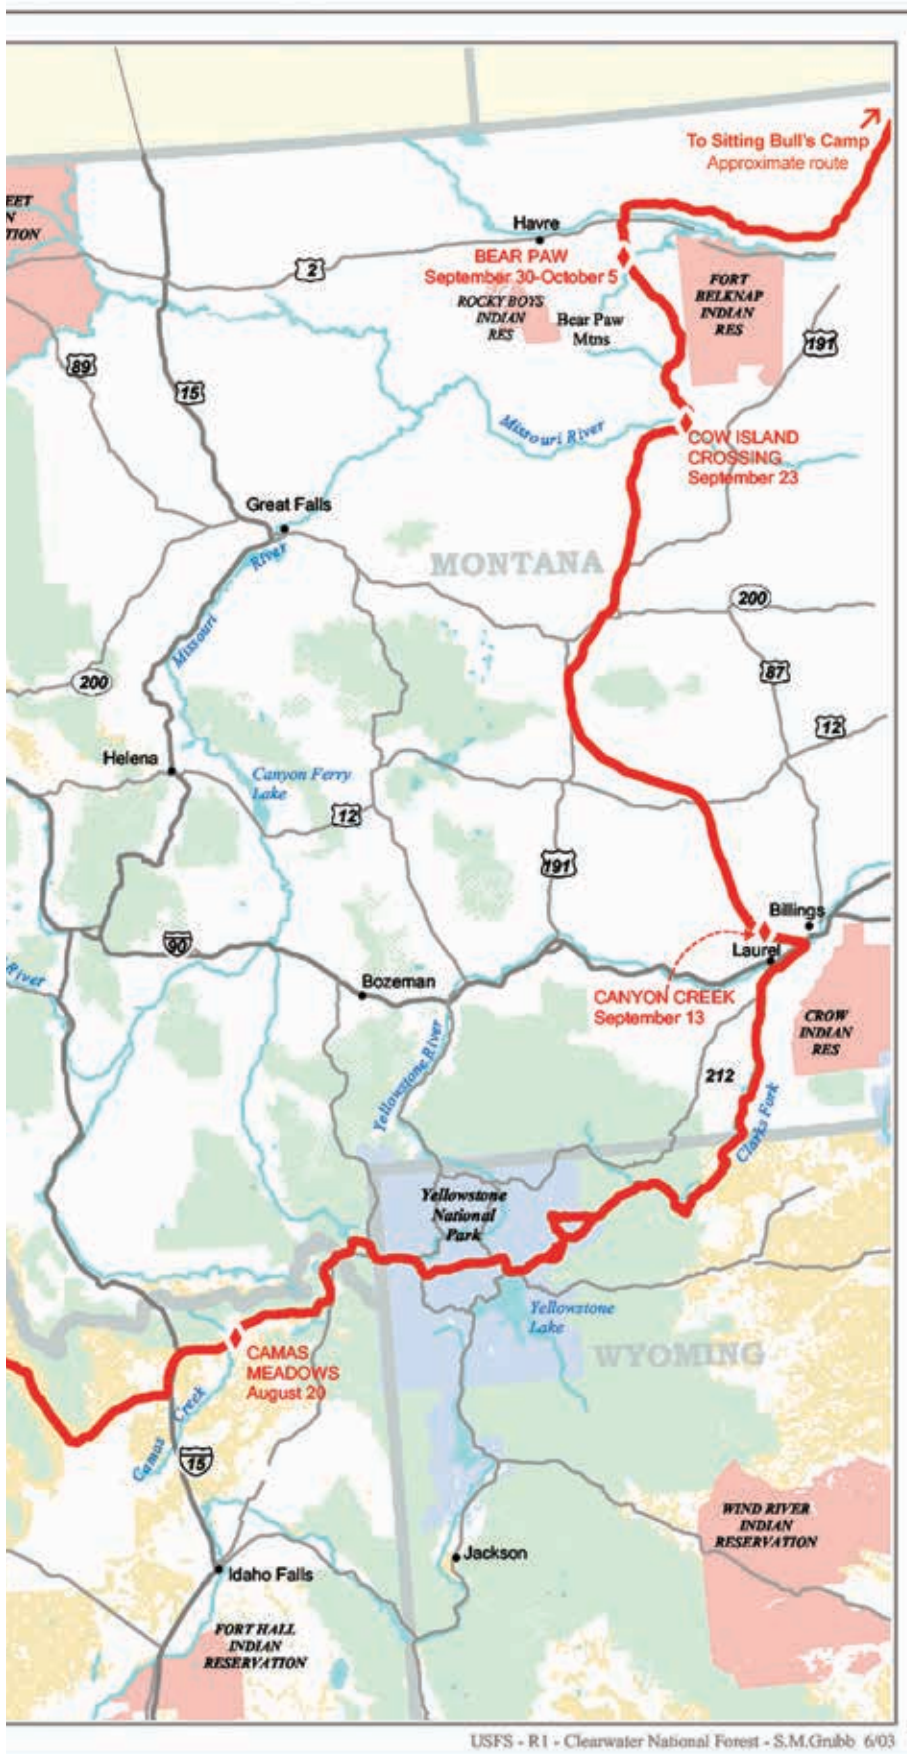 To Sitting Bull's Camp
Approximate route
EET
N
TION
Havre
BEAR PAW
September 30-October 5
2
ROCKY BOYS
INDIAN
RES
Bear Paw
Mtns
FORT
BELKNAP
INDIAN
RES
191
89
15
Missouri River
COW ISLAND
CROSSING
September 23
Great Falls
River
MONTANA
Missouri
200
200
87
12
Helena
Canyon Ferry
Lake
12
191
Billings
90
Laurel
River
Bozeman
CANYON CREEK
September 13
CROW
INDIAN
RES
Yellowstone River
212
Clarks Fork
Yellowstone
National
Park
Yellowstone
Lake
WYOMING
CAMAS
MEADOWS
August 20
Camas Creek
15
WIND RIVER
INDIAN
RESERVATION
Jackson
Idaho Falls
FORT HALL
INDIAN
RESERVATION
USFS - R1 - Clearwater National Forest - S.M.Grubb 6/03